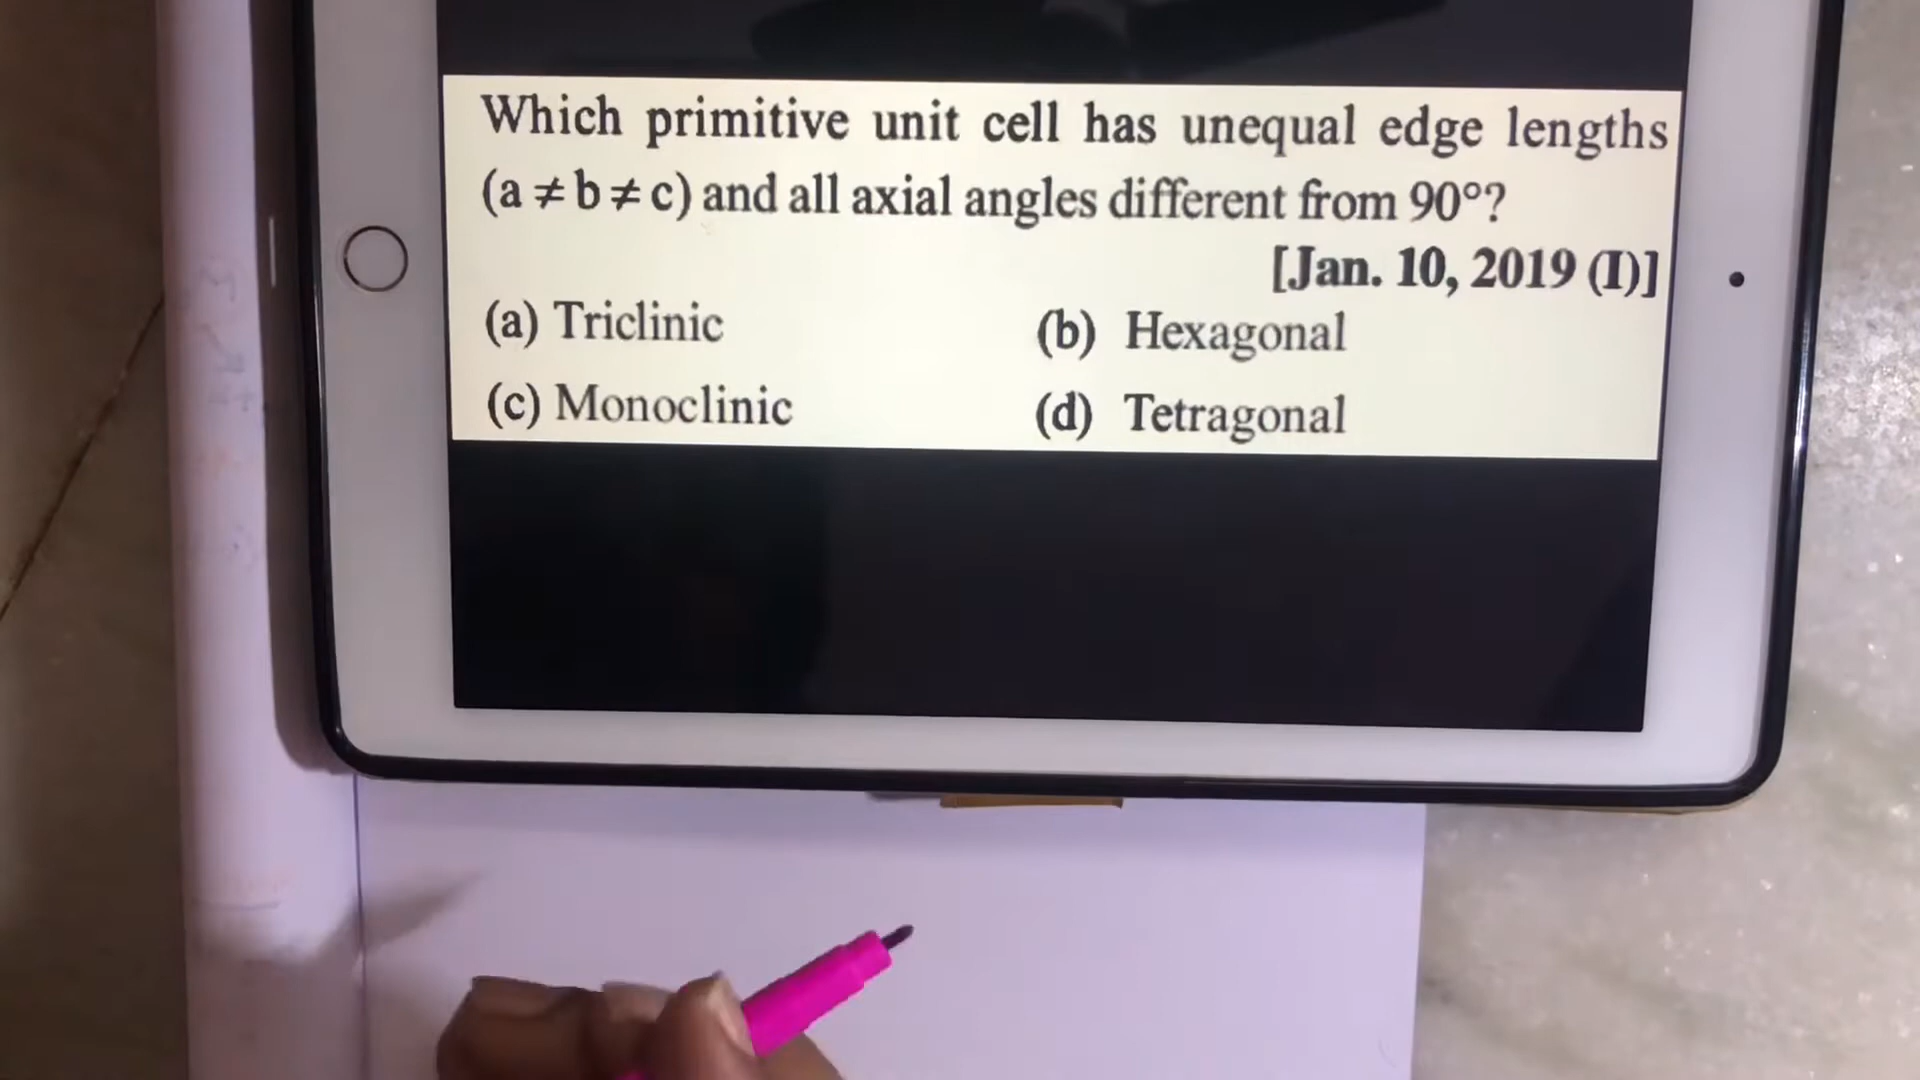 Which primitive unit cell has unequal edge lengths
(a ≠ b ≠ c) and all axial angles different from 90°?
[Jan. 10, 2019 (I)]
(a) Triclinic (b) Hexagonal
(c) Monoclinic (d) Tetragonal